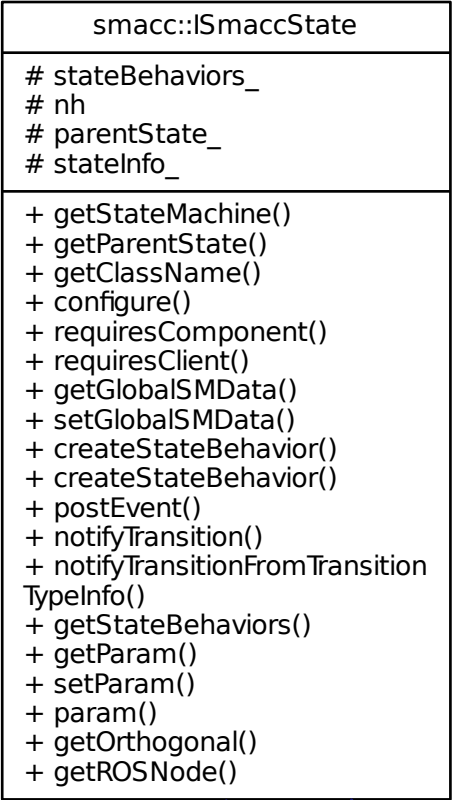 smacc::ISmaccState
# stateBehaviors_
# nh
# parentState_
# stateInfo_
+ getStateMachine()
+ getParentState()
+ getClassName()
+ configure()
+ requiresComponent()
+ requiresClient()
+ getGlobalSMData()
+ setGlobalSMData()
+ createStateBehavior()
+ createStateBehavior()
+ postEvent()
+ notifyTransition()
+ notifyTransitionFromTransition
TypeInfo()
+ getStateBehaviors()
+ getParam()
+ setParam()
+ param()
+ getOrthogonal()
+ getROSNode()